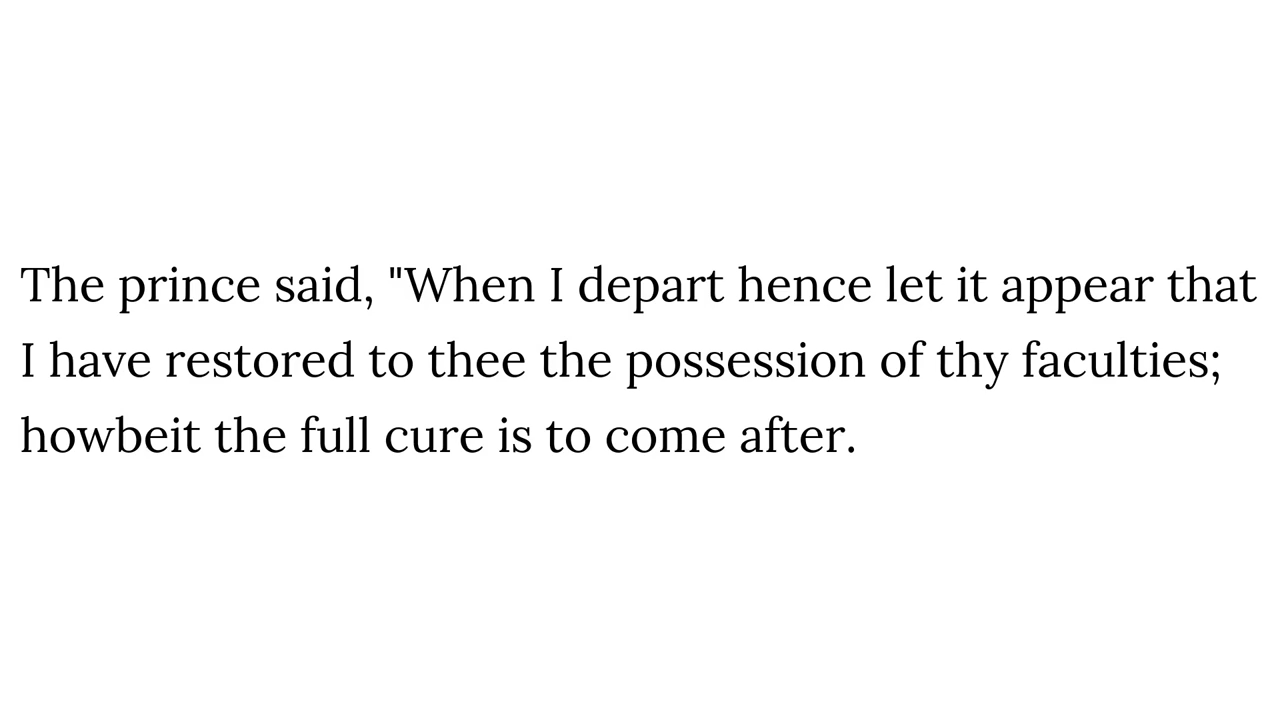 The prince said, "When I depart hence let it appear that
I have restored to thee the possession of thy faculties;
howbeit the full cure is to come after.